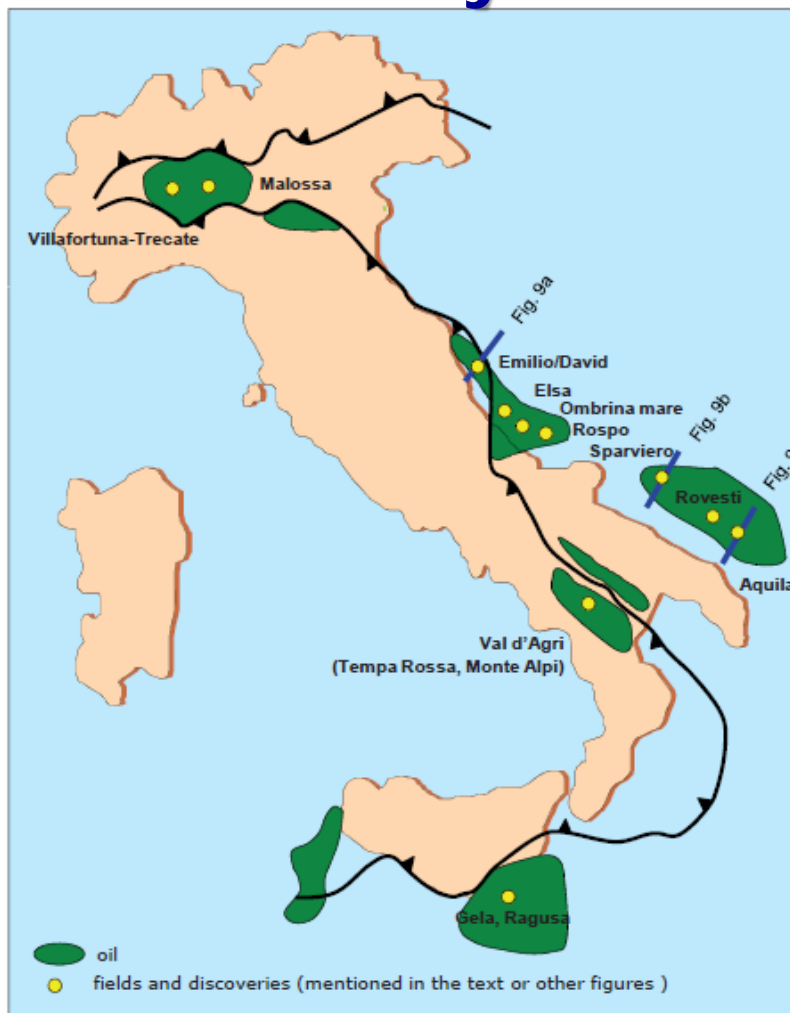 Malossa
Villafortuna-Trecate
Fig. 9a
Emilio/David
Elsa
Ombrina mare
Rospo
Sparviero
Fig. 9b
Rovesti
Aquila
Val d'Agri
(Tempa Rossa, Monte Alpi)
Gela, Ragusa
oil
fields and discoveries (mentioned in the text or other figures )